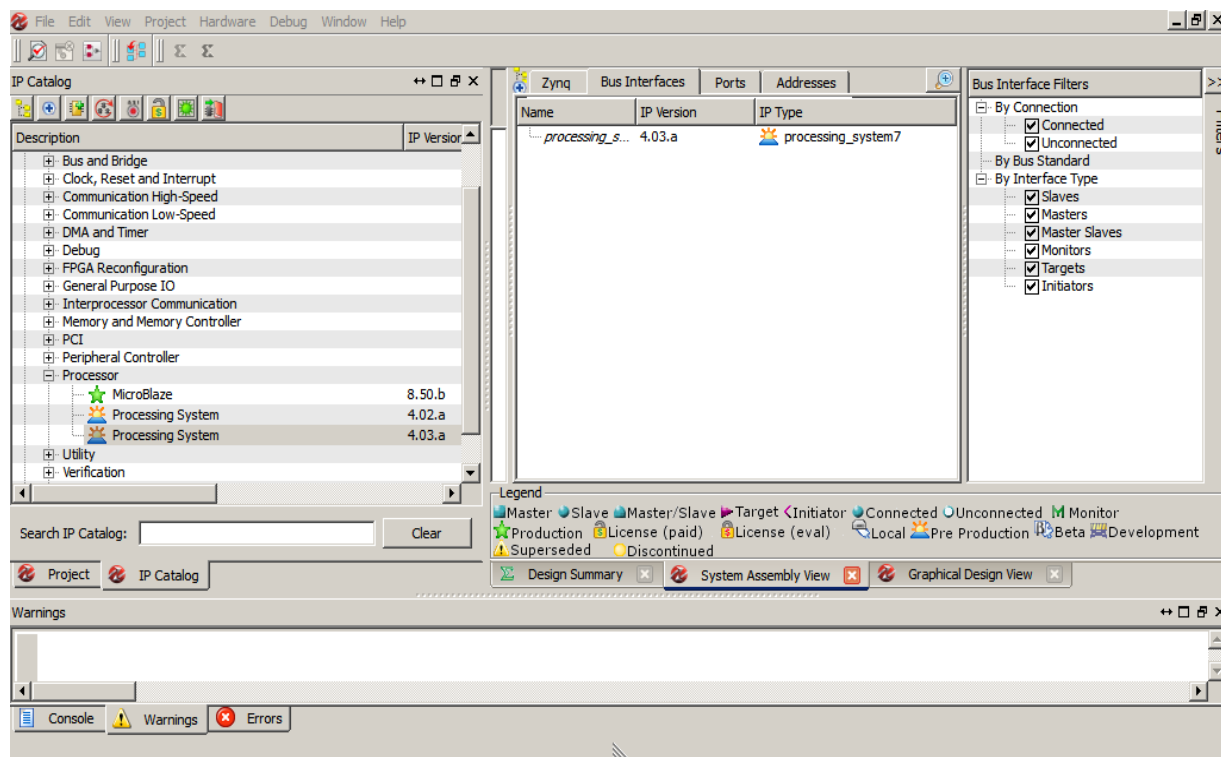 File Edit View Project Hardware Debug Window Help
IP Catalog
Description IP Version
Bus and Bridge
Clock, Reset and Interrupt
Communication High-Speed
Communication Low-Speed
DMA and Timer
Debug
FPGA Reconfiguration
General Purpose IO
Interprocessor Communication
Memory and Memory Controller
PCI
Peripheral Controller
Processor
MicroBlaze 8.50.b
Processing System 4.02.a
Processing System 4.03.a
Utility
Verification
Search IP Catalog: Clear
Project IP Catalog
Zynq Bus Interfaces Ports Addresses
Name IP Version IP Type
processing_s... 4.03.a processing_system7
Bus Interface Filters >>
By Connection
Connected
Unconnected
By Bus Standard
By Interface Type
Slaves
Masters
Master Slaves
Monitors
Targets
Initiators
Legend
Master Slave Master/Slave Target Initiator Connected Unconnected M Monitor
Production License (paid) License (eval) Local Pre Production Beta Development
Superseded Discontinued
Design Summary System Assembly View Graphical Design View
Warnings
Console Warnings Errors